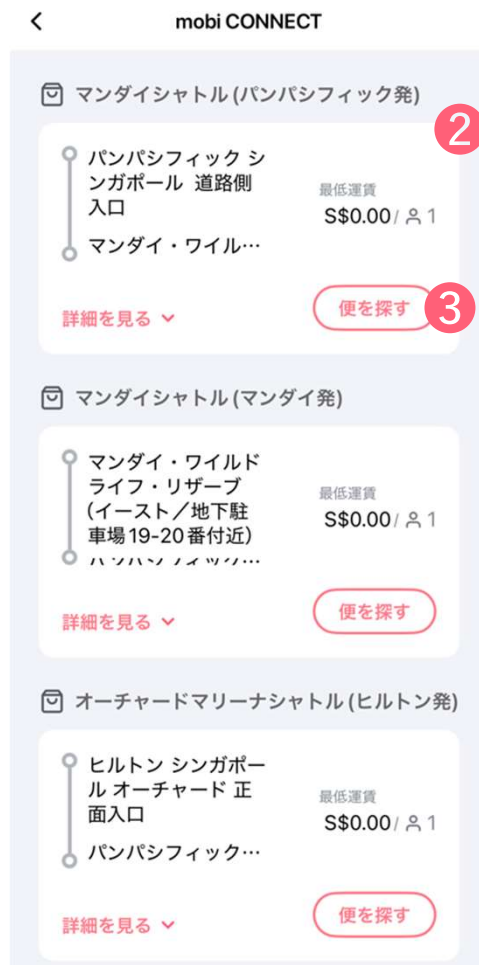 mobi CONNECT
マンダイシャトル (パンパシフィック発)
2
パンパシフィック シ
ンガポール 道路側
入口
マンダイ・ワイル…
最低運賃
S$0.00 / 1
詳細を見る
便を探す
3
マンダイシャトル (マンダイ発)
マンダイ・ワイルド
ライフ・リザーブ
(イースト／地下駐
車場19-20番付近)
パンパシフィック…
最低運賃
S$0.00 / 1
詳細を見る
便を探す
オーチャードマリーナシャトル (ヒルトン発)
ヒルトン シンガポー
ル オーチャード 正
面入口
パンパシフィック…
最低運賃
S$0.00 / 1
詳細を見る
便を探す